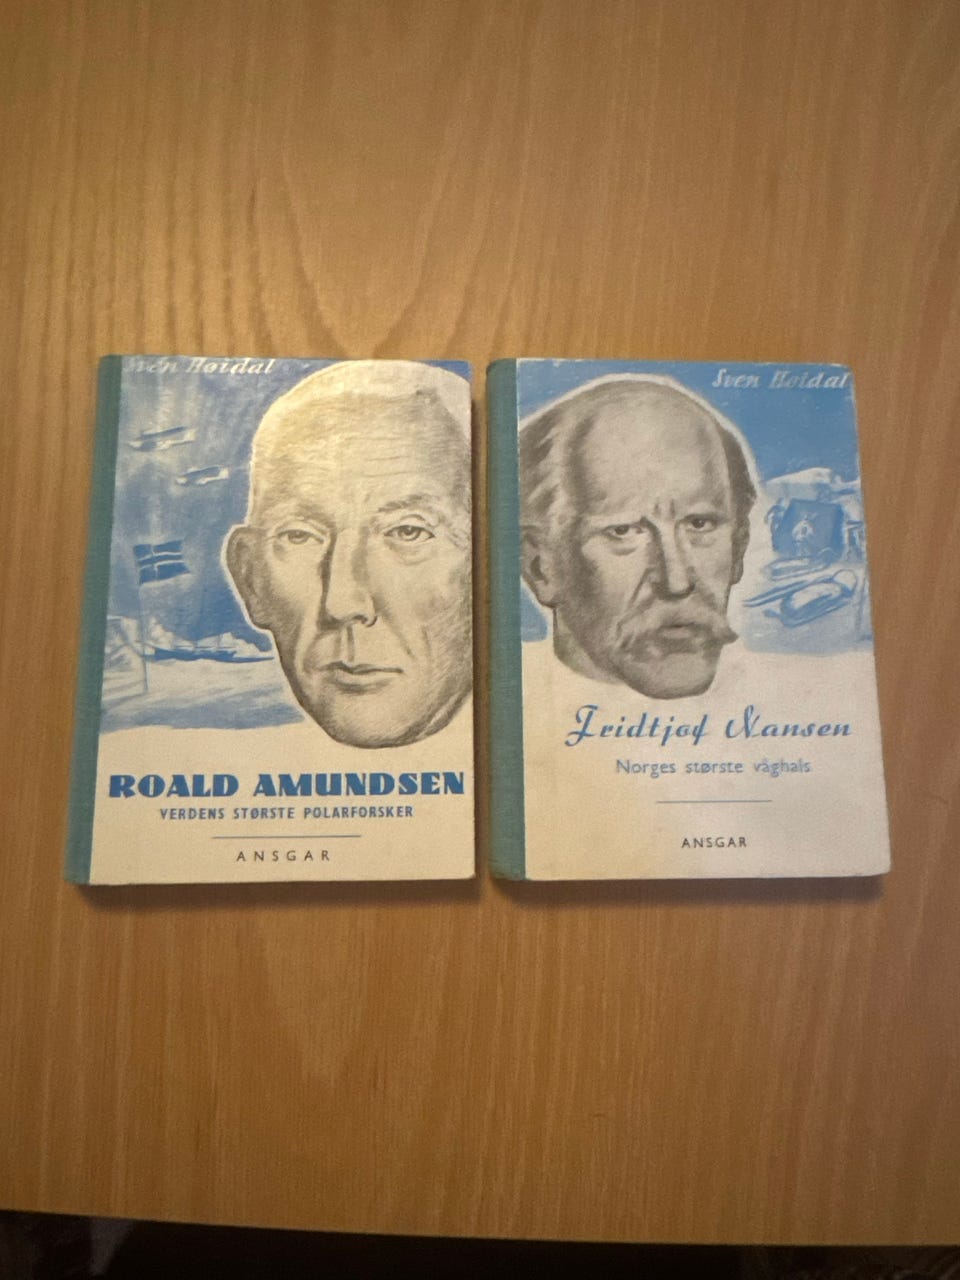 Sven Høidal
ROALD AMUNDSEN
VERDENS STØRSTE POLARFORSKER
ANSGAR
Sven Høidal
Fridtjof Nansen
Norges største våghals
ANSGAR